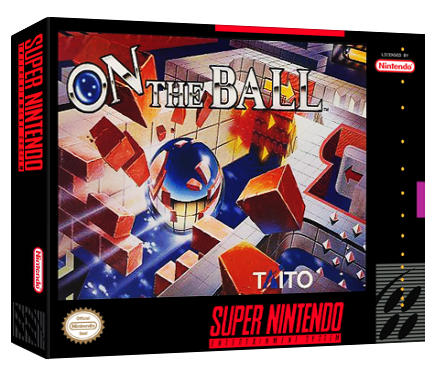 SUPER NINTENDO
ENTERTAINMENT SYSTEM
Nintendo
LICENSED BY
Nintendo
ON THE BALL
TM
TAITO
Official
Nintendo
Seal
SUPER NINTENDO
ENTERTAINMENT SYSTEM